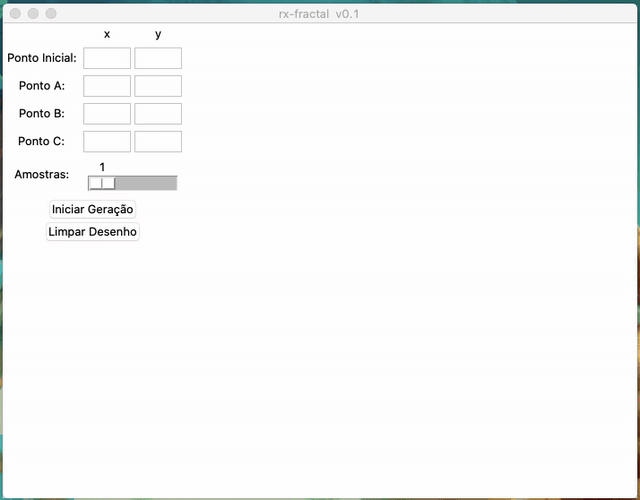 rx-fractal v0.1
x y
Ponto Inicial:
Ponto A:
Ponto B:
Ponto C:
1
Amostras:
Iniciar Geração
Limpar Desenho